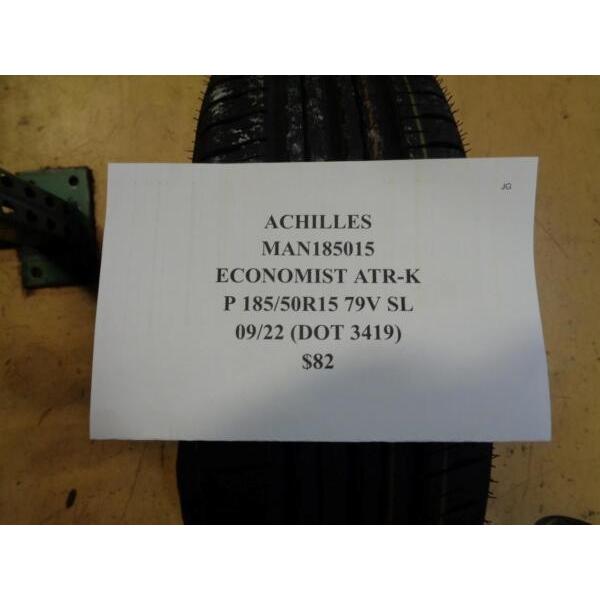 JG
ACHILLES
MAN185015
ECONOMIST ATR-K
P 185/50R15 79V SL
09/22 (DOT 3419)
$82